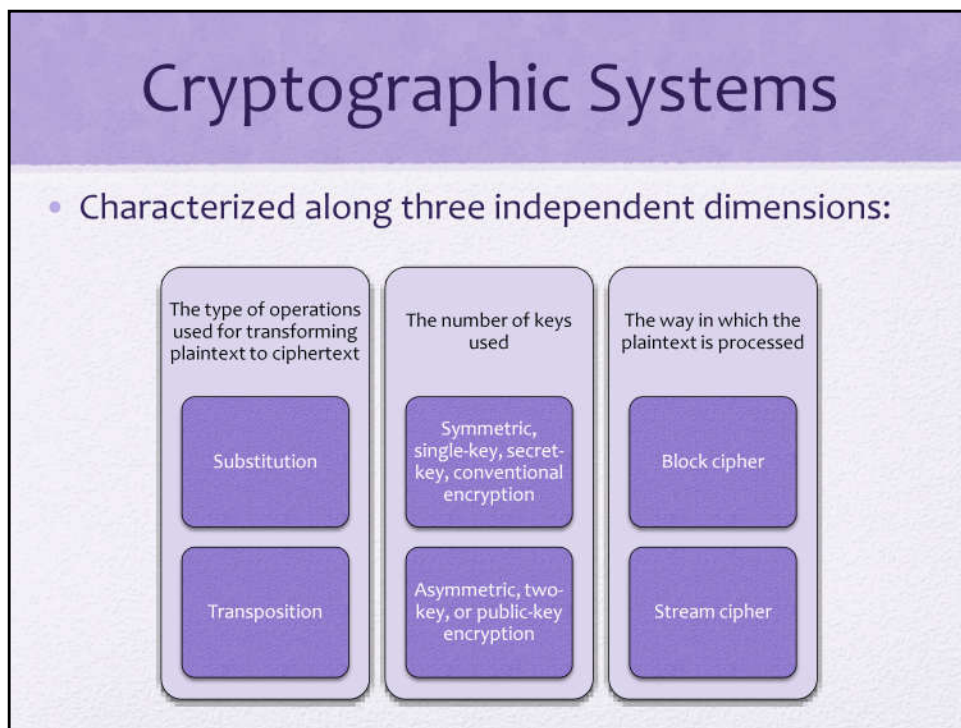 Cryptographic Systems
• Characterized along three independent dimensions:
The type of operations
used for transforming
plaintext to ciphertext
Substitution
Transposition
The number of keys
used
Symmetric,
single-key, secret-
key, conventional
encryption
Asymmetric, two-
key, or public-key
encryption
The way in which the
plaintext is processed
Block cipher
Stream cipher